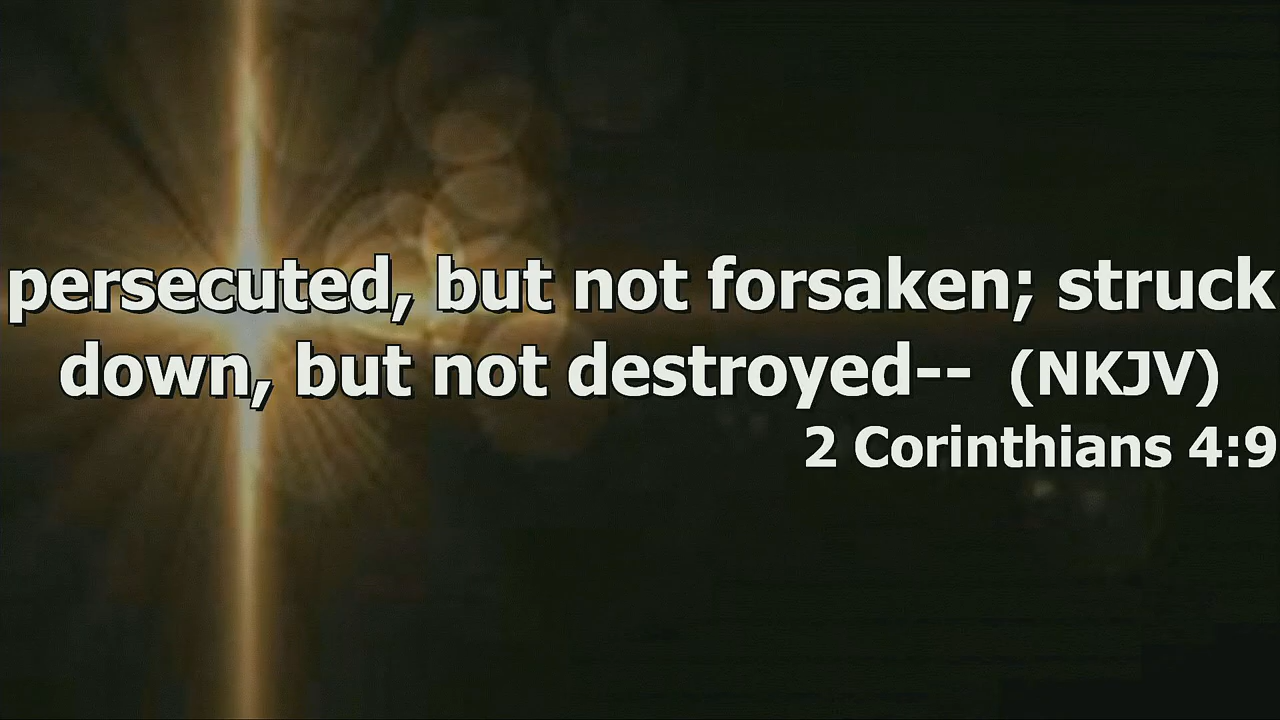 persecuted, but not forsaken; struck
down, but not destroyed-- (NKJV)
2 Corinthians 4:9